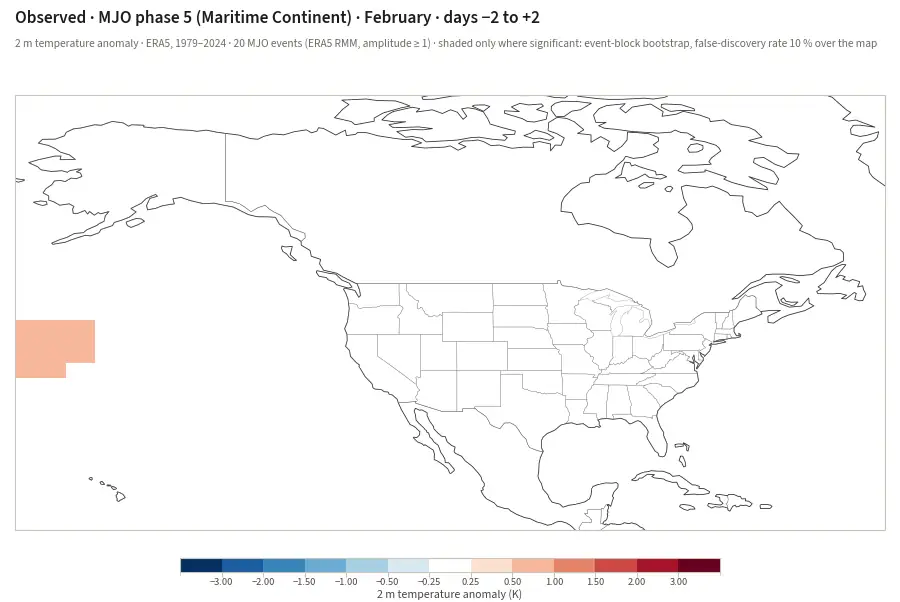 Observed · MJO phase 5 (Maritime Continent) · February · days −2 to +2
2 m temperature anomaly · ERA5, 1979–2024 · 20 MJO events (ERA5 RMM, amplitude ≥ 1) · shaded only where significant: event-block bootstrap, false-discovery rate 10 % over the map
−3.00 −2.00 −1.50 −1.00 −0.50 −0.25 0.25 0.50 1.00 1.50 2.00 3.00
2 m temperature anomaly (K)